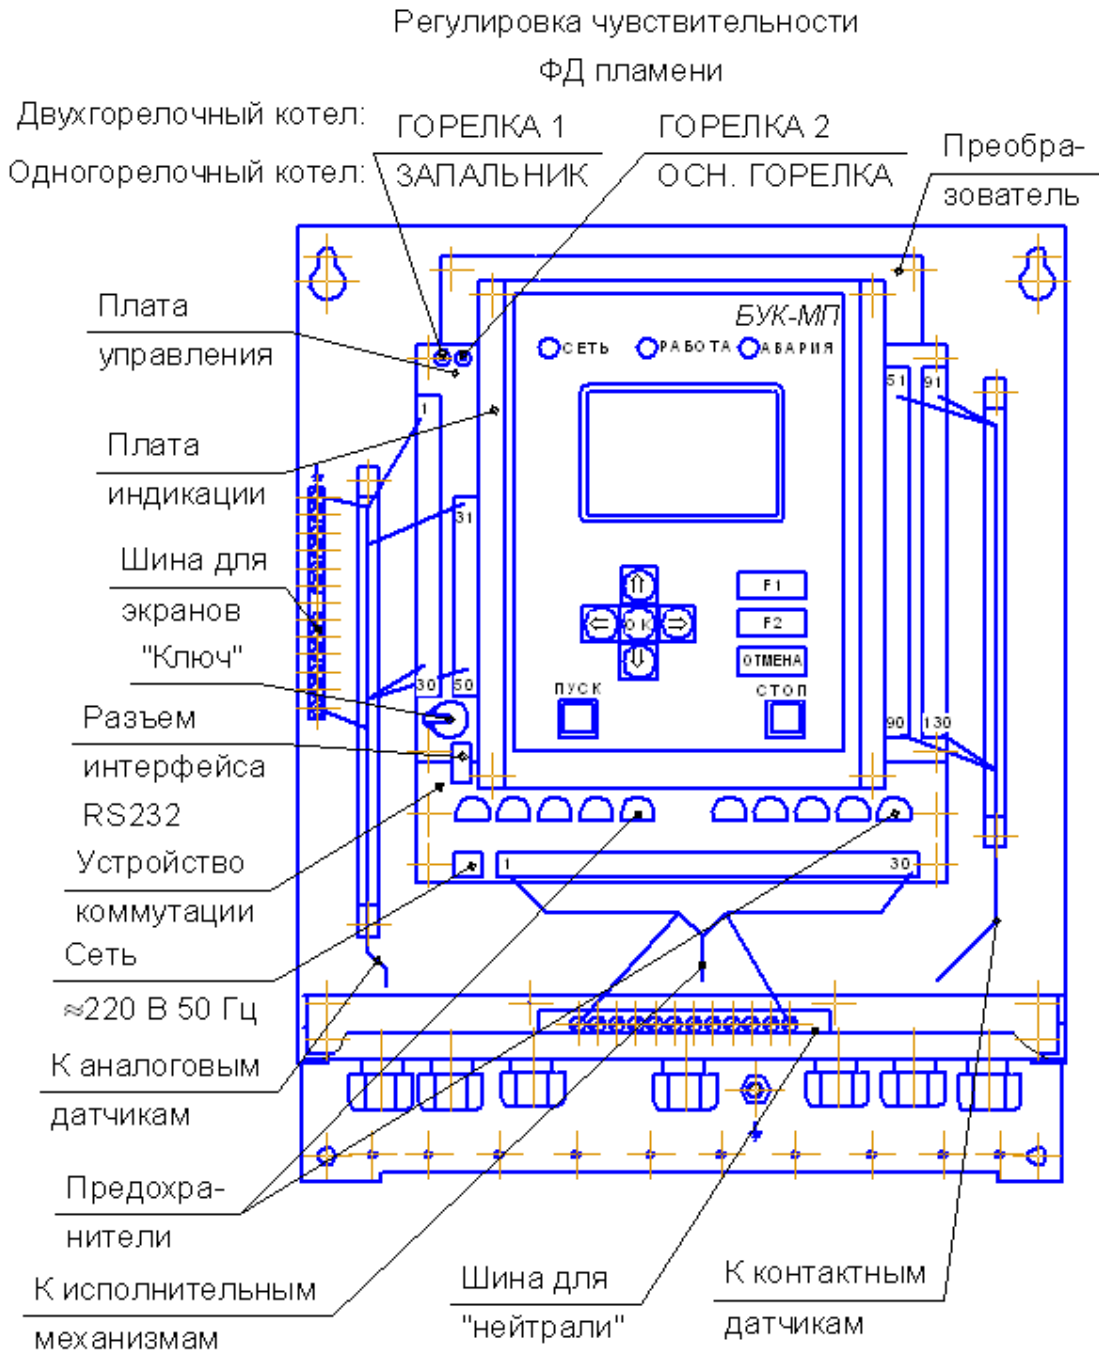 Регулировка чувствительности
ФД пламени
Двухгорелочный котел:
ГОРЕЛКА 1
ГОРЕЛКА 2
Одногорелочный котел:
ЗАПАЛЬНИК
ОСН. ГОРЕЛКА
Преобра-
зователь
Плата
управления
Плата
индикации
Шина для
экранов
"Ключ"
Разъем
интерфейса
RS232
Устройство
коммутации
Сеть
≈220 В 50 Гц
К аналоговым
датчикам
Предохра-
нители
К исполнительным
механизмам
Шина для
"нейтрали"
К контактным
датчикам
БУК-МП
СЕТЬ
РАБОТА
АВАРИЯ
1
31
30
50
51
91
90
130
F1
F2
ОК
ОТМЕНА
ПУСК
СТОП
1
30